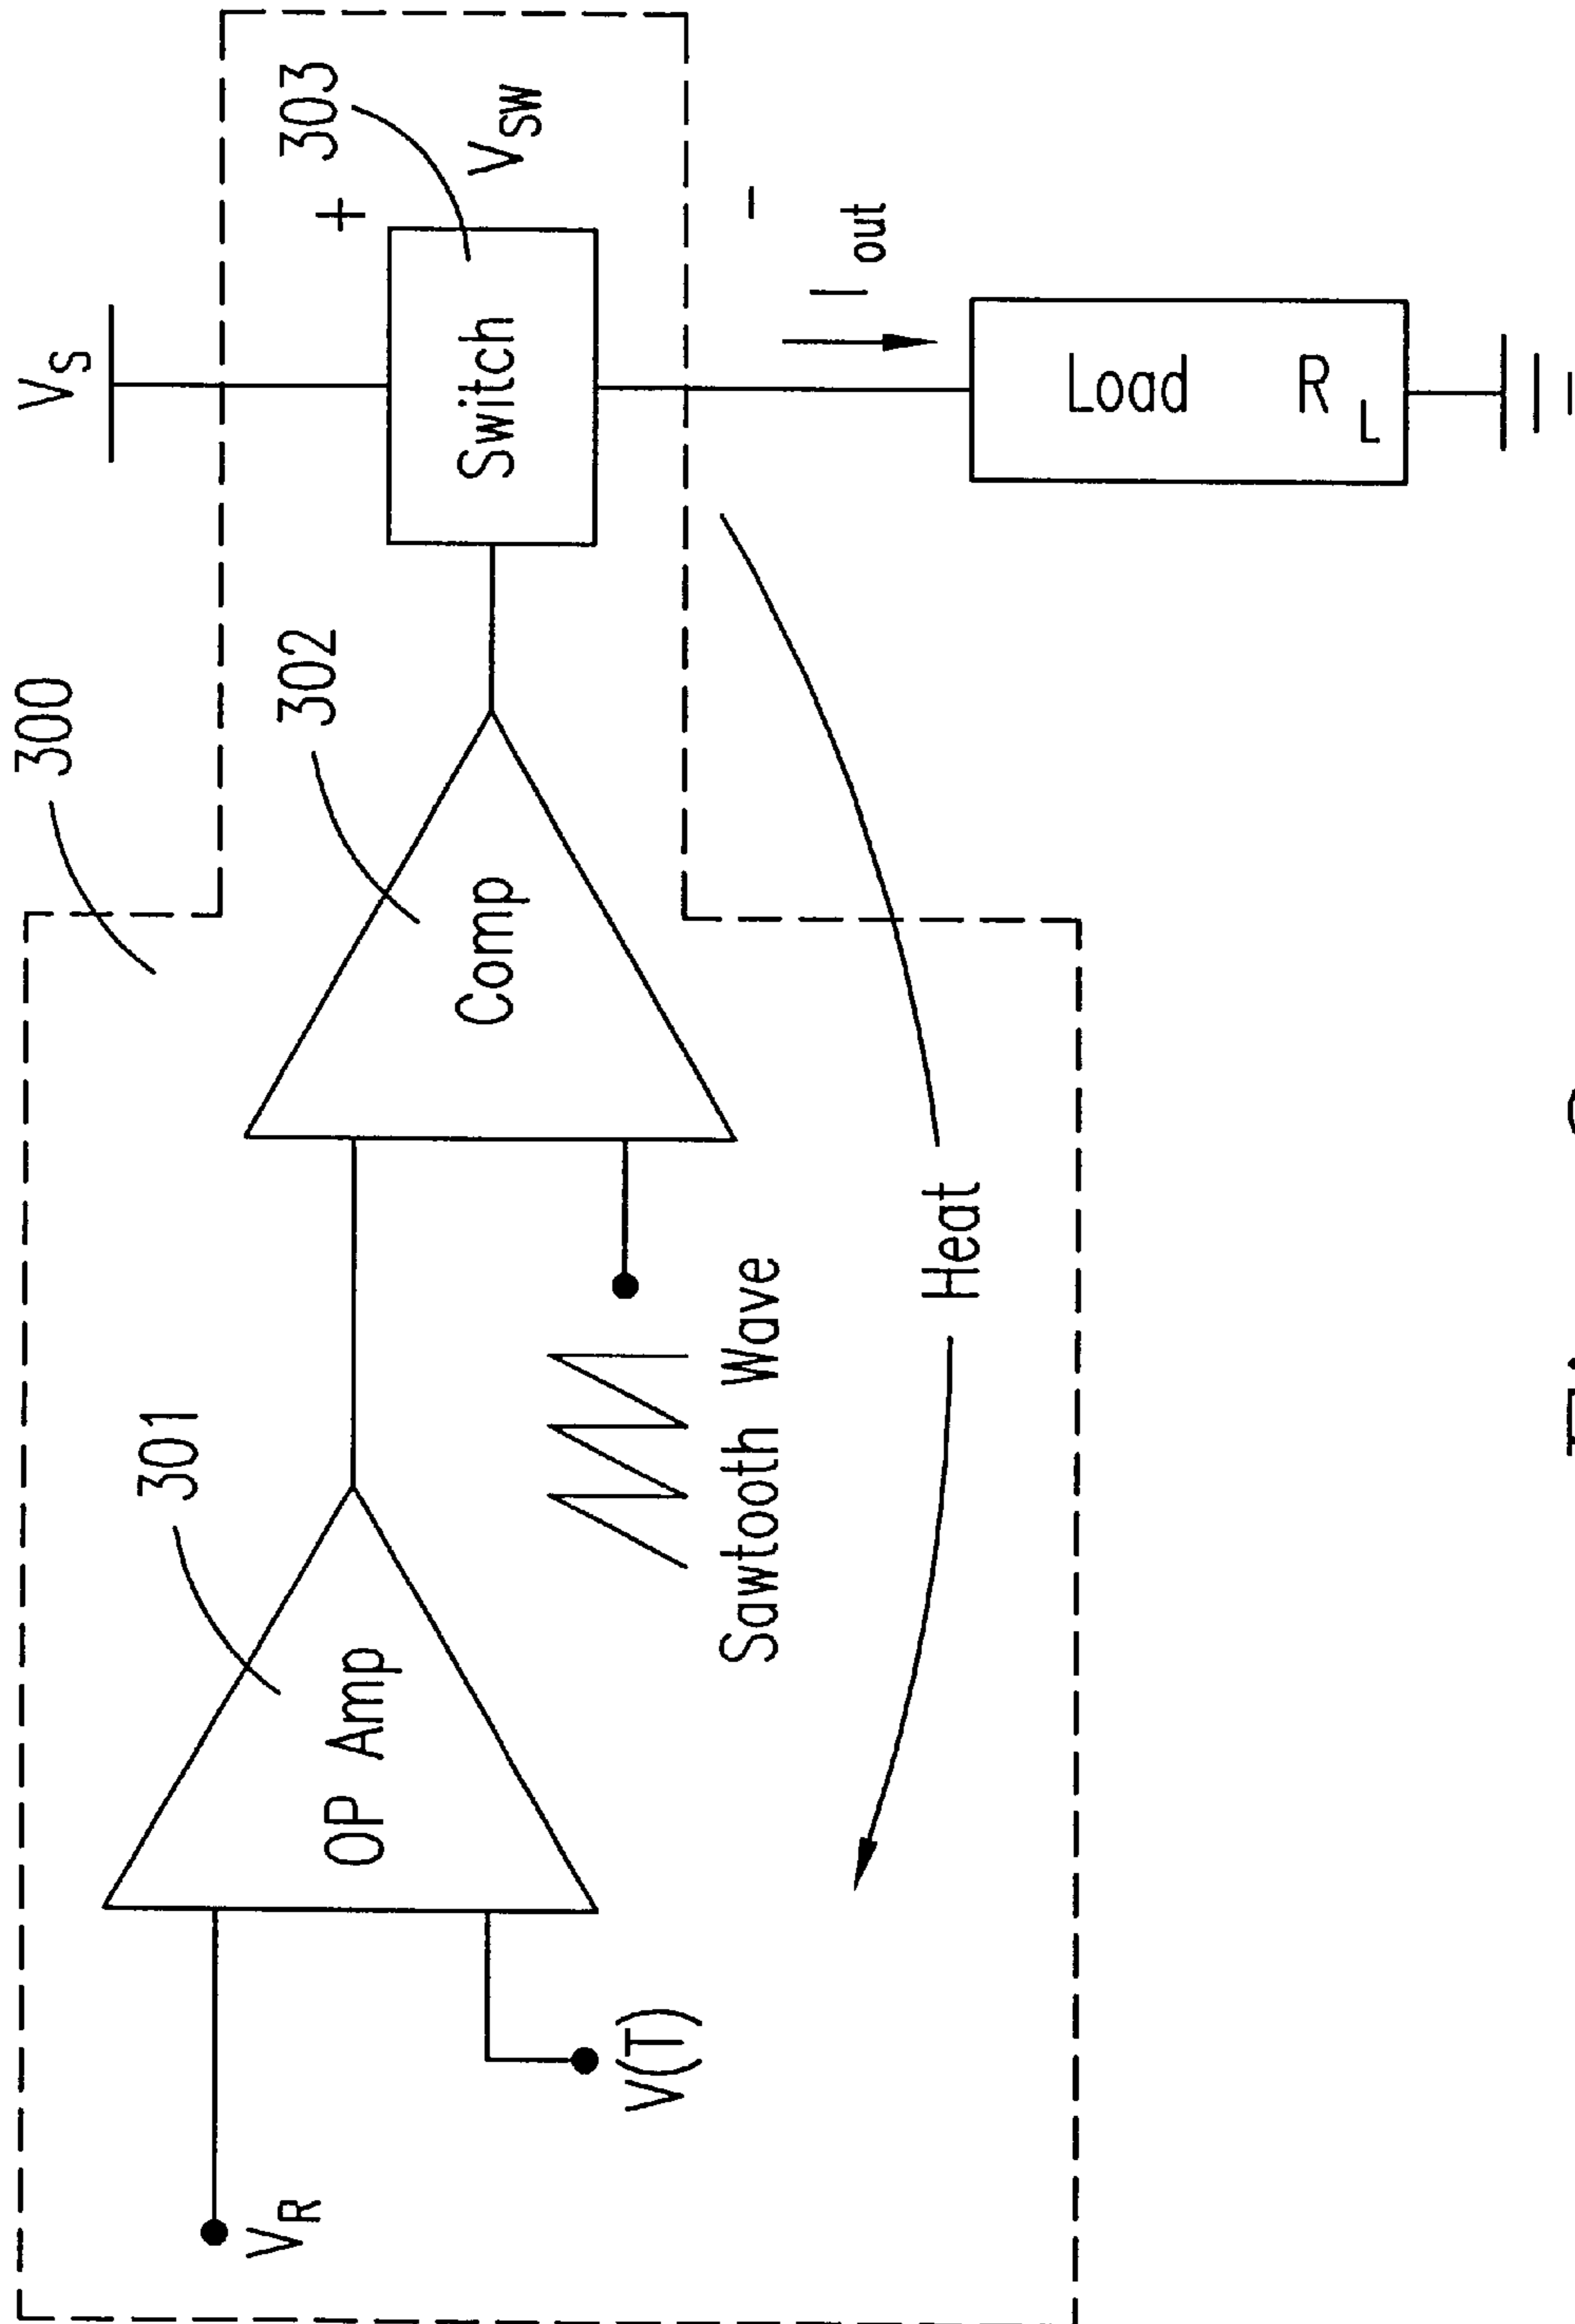 300
V_S
303
+
302
V_SW
Switch
-
I_out
301
Comp
Load R_L
OP Amp
Sawtooth Wave
V_R
V(T)
Heat